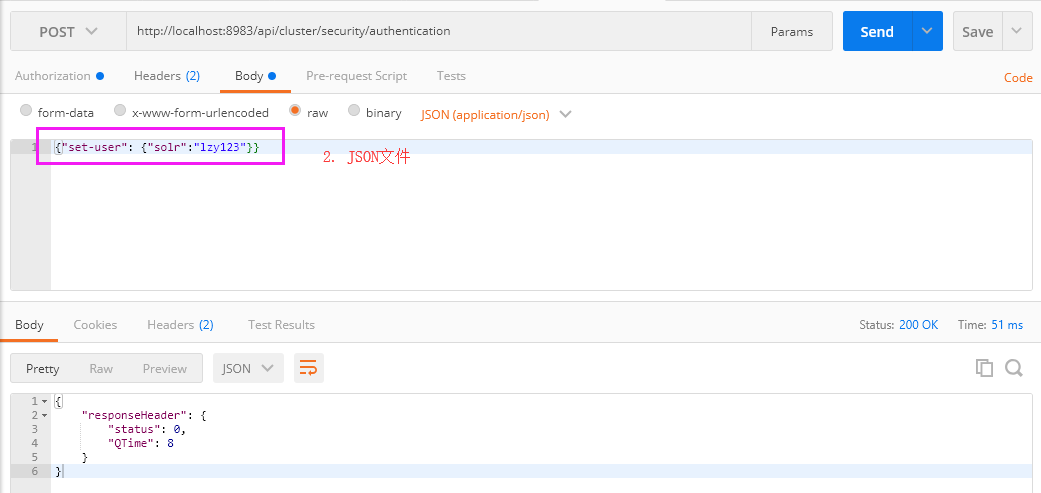 POST http://localhost:8983/api/cluster/security/authentication Params Send Save
Authorization Headers (2) Body Pre-request Script Tests Code
form-data x-www-form-urlencoded raw binary JSON (application/json)
1 {"set-user": {"solr":"lzy123"}}
2. JSON文件
Body Cookies Headers (2) Test Results Status: 200 OK Time: 51 ms
Pretty Raw Preview JSON
1 {
2 "responseHeader": {
3 "status": 0,
4 "QTime": 8
5 }
6 }